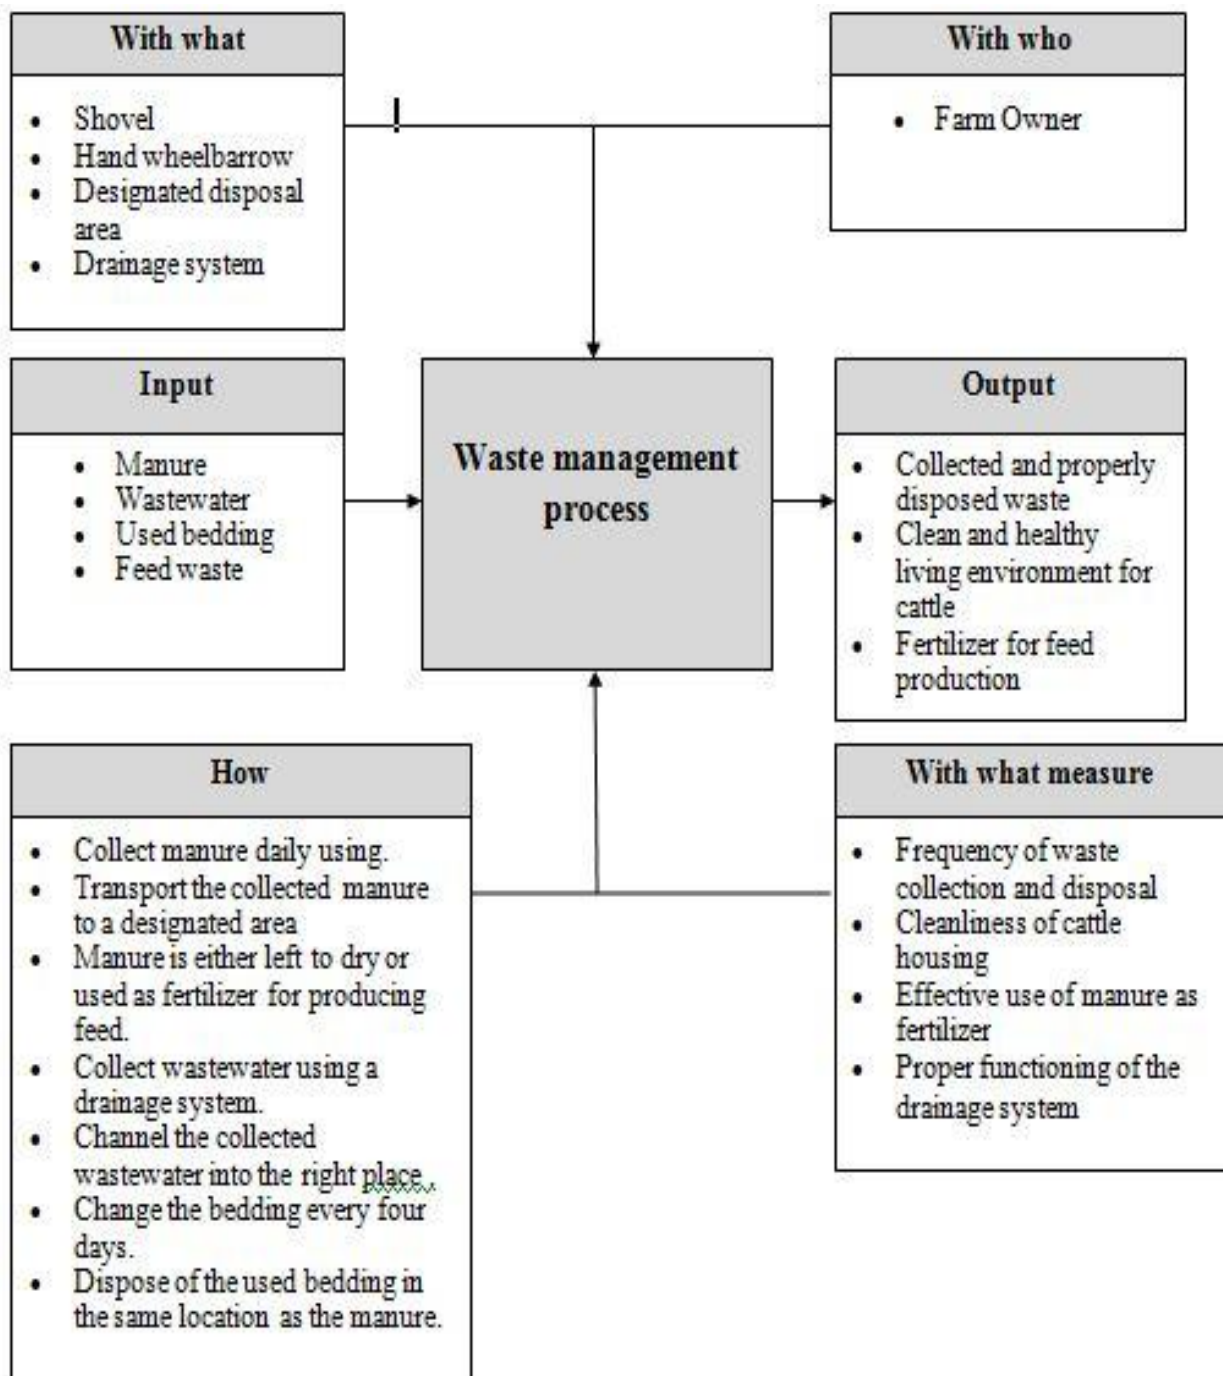 With what
• Shovel
• Hand wheelbarrow
• Designated disposal
area
• Drainage system
With who
• Farm Owner
Input
• Manure
• Wastewater
• Used bedding
• Feed waste
Waste management
process
Output
• Collected and properly
disposed waste
• Clean and healthy
living environment for
cattle
• Fertilizer for feed
production
How
• Collect manure daily using.
• Transport the collected manure
to a designated area
• Manure is either left to dry or
used as fertilizer for producing
feed.
• Collect wastewater using a
drainage system.
• Channel the collected
wastewater into the right place .
• Change the bedding every four
days.
• Dispose of the used bedding in
the same location as the manure.
With what measure
• Frequency of waste
collection and disposal
• Cleanliness of cattle
housing
• Effective use of manure as
fertilizer
• Proper functioning of the
drainage system